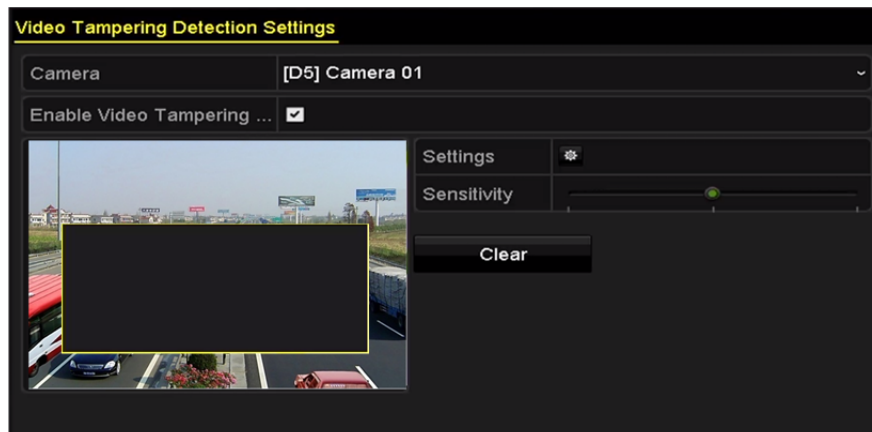 Video Tampering Detection Settings
Camera [D5] Camera 01
Enable Video Tampering ...
Settings
Sensitivity
Clear